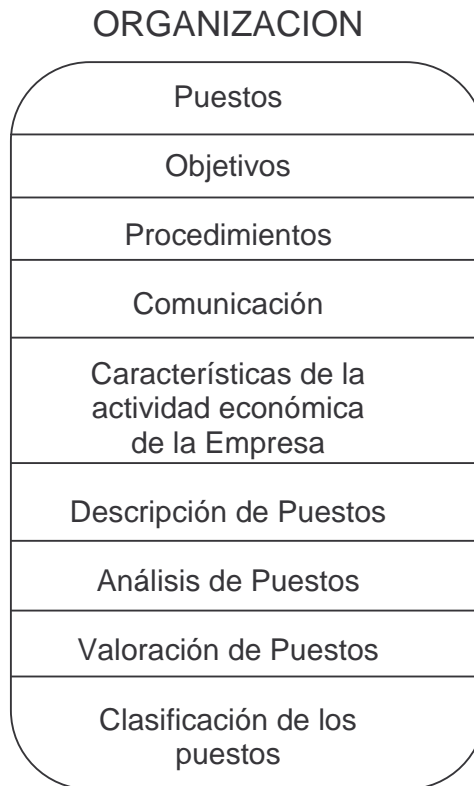 ORGANIZACION
Puestos
Objetivos
Procedimientos
Comunicación
Características de la
actividad económica
de la Empresa
Descripción de Puestos
Análisis de Puestos
Valoración de Puestos
Clasificación de los
puestos